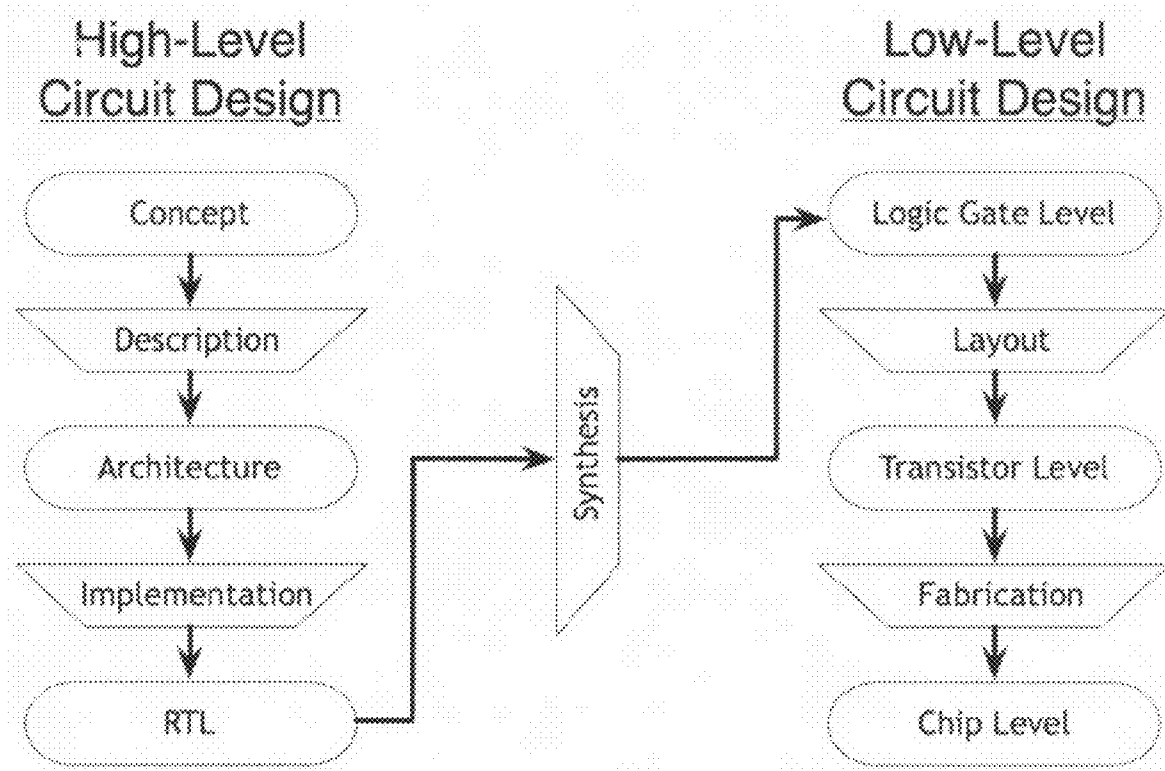 High-Level
Circuit Design
Concept
Description
Architecture
Implementation
RTL
Synthesis
Low-Level
Circuit Design
Logic Gate Level
Layout
Transistor Level
Fabrication
Chip Level